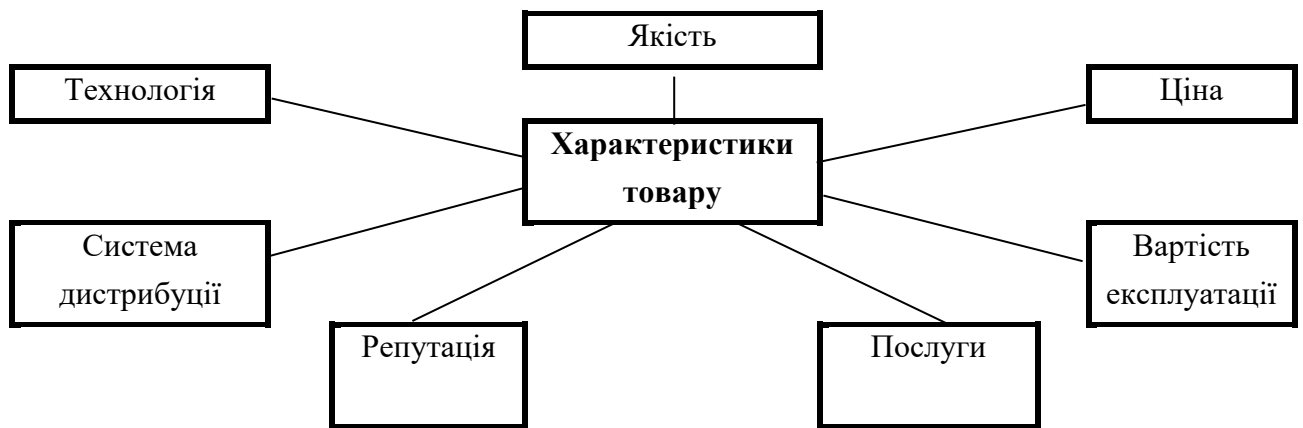 Якість
Технологія
Ціна
Характеристики
товару
Система
дистрибуції
Вартість
експлуатації
Репутація
Послуги